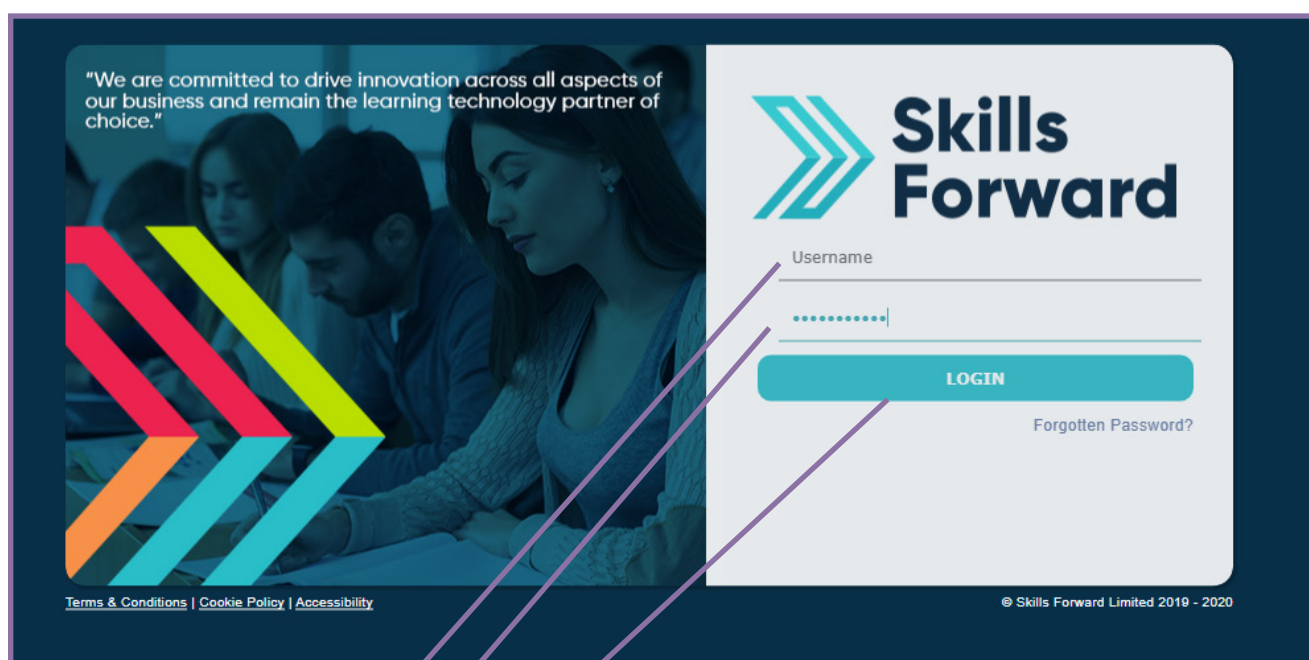 "We are committed to drive innovation across all aspects of
our business and remain the learning technology partner of
choice."
Skills
Forward
Username
LOGIN
Forgotten Password?
Terms & Conditions | Cookie Policy | Accessibility
© Skills Forward Limited 2019 - 2020